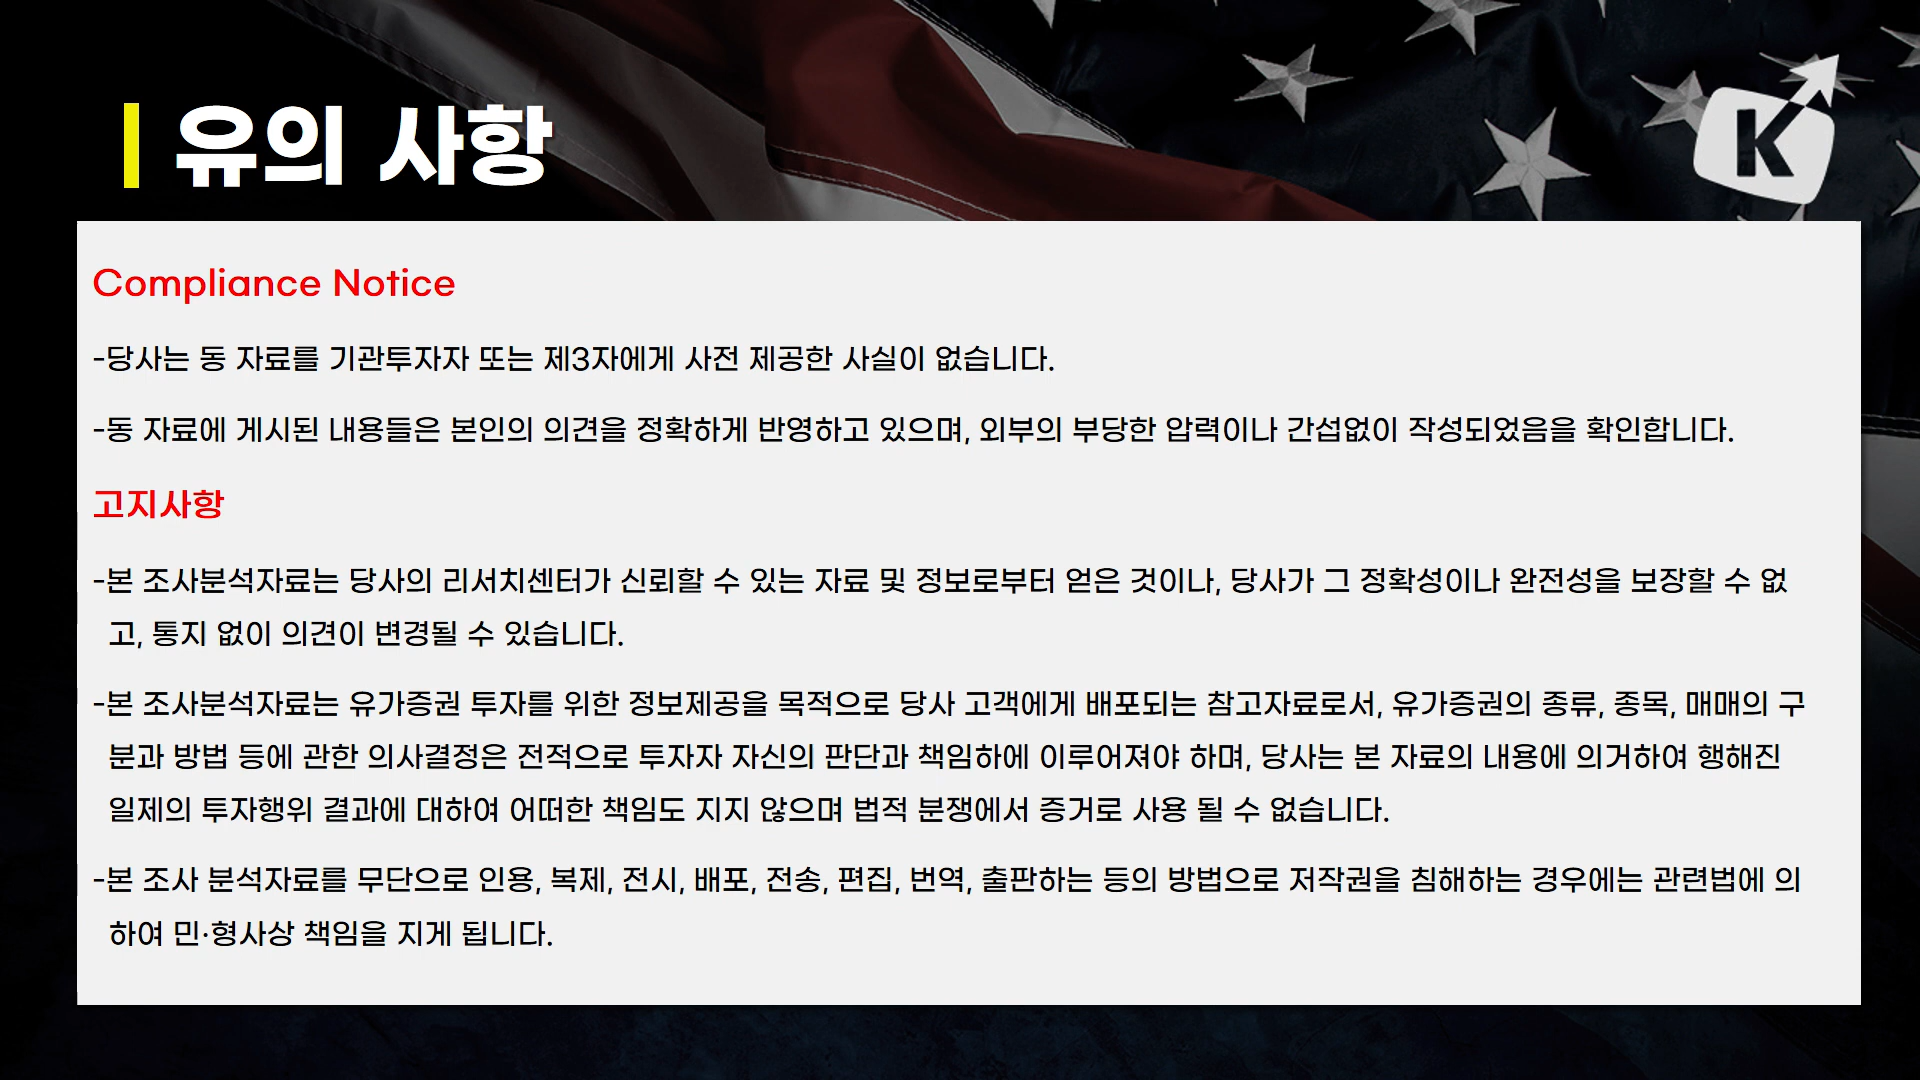 유의 사항
K
Compliance Notice
-당사는 동 자료를 기관투자자 또는 제3자에게 사전 제공한 사실이 없습니다.
-동 자료에 게시된 내용들은 본인의 의견을 정확하게 반영하고 있으며, 외부의 부당한 압력이나 간섭없이 작성되었음을 확인합니다.
고지사항
-본 조사분석자료는 당사의 리서치센터가 신뢰할 수 있는 자료 및 정보로부터 얻은 것이나, 당사가 그 정확성이나 완전성을 보장할 수 없
고, 통지 없이 의견이 변경될 수 있습니다.
-본 조사분석자료는 유가증권 투자를 위한 정보제공을 목적으로 당사 고객에게 배포되는 참고자료로서, 유가증권의 종류, 종목, 매매의 구
분과 방법 등에 관한 의사결정은 전적으로 투자자 자신의 판단과 책임하에 이루어져야 하며, 당사는 본 자료의 내용에 의거하여 행해진
일제의 투자행위 결과에 대하여 어떠한 책임도 지지 않으며 법적 분쟁에서 증거로 사용 될 수 없습니다.
-본 조사 분석자료를 무단으로 인용, 복제, 전시, 배포, 전송, 편집, 번역, 출판하는 등의 방법으로 저작권을 침해하는 경우에는 관련법에 의
하여 민·형사상 책임을 지게 됩니다.